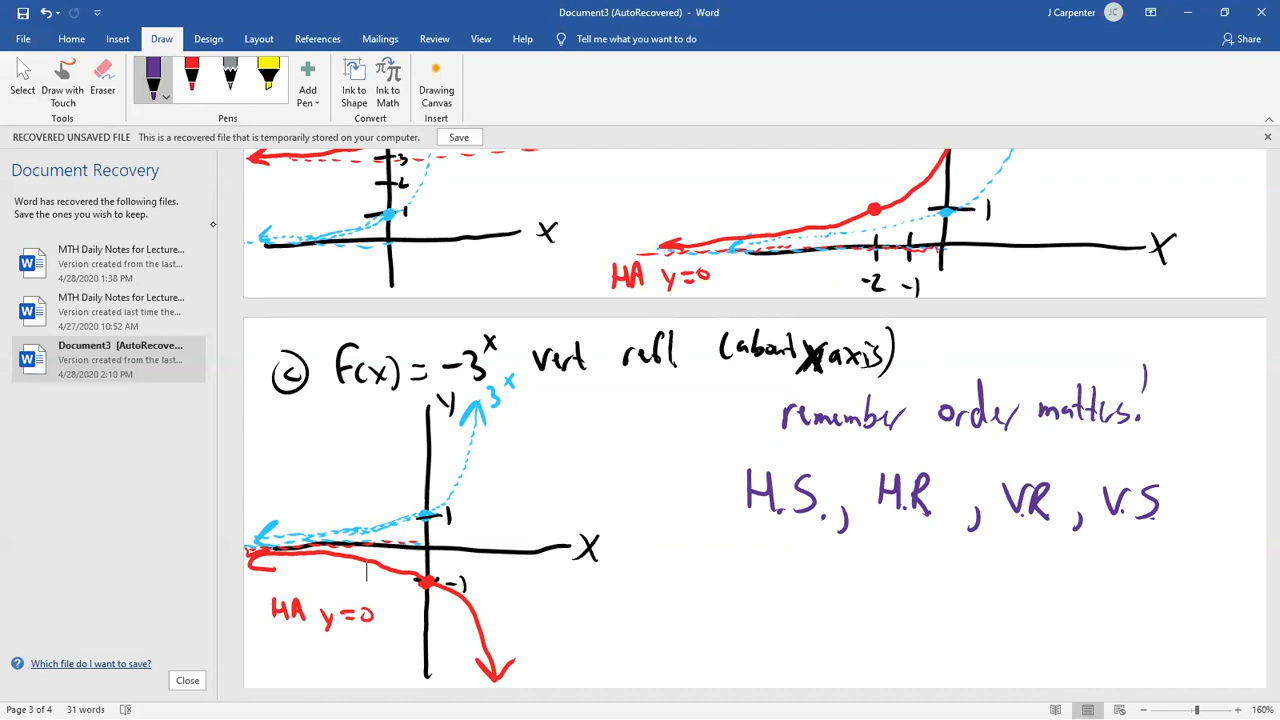 Document3 (AutoRecovered) - Word
J Carpenter JC
File Home Insert Draw Design Layout References Mailings Review View Help Tell me what you want to do Share
Select Draw with Touch Eraser Add Pen Ink to Shape Ink to Math Drawing Canvas
Tools Pens Convert Insert
RECOVERED UNSAVED FILE This is a recovered file that is temporarily stored on your computer. Save
Document Recovery
Word has recovered the following files.
Save the ones you wish to keep.
MTH Daily Notes for Lecture...
Version created from the last...
4/28/2020 1:38 PM
MTH Daily Notes for Lecture...
Version created last time the...
4/27/2020 10:52 AM
Document3 [AutoRecove...
Version created from the last...
4/28/2020 2:10 PM
Which file do I want to save?
Close
3
2
1
X
1
X
HA y=0
-2 -1
(c) F(x) = -3^x vert refl (about X axis)
y 3^x
remember order matters!
H.S., H.R, V.R, V.S.
1
X
-1
HA y=0
Page 3 of 4 31 words 160%